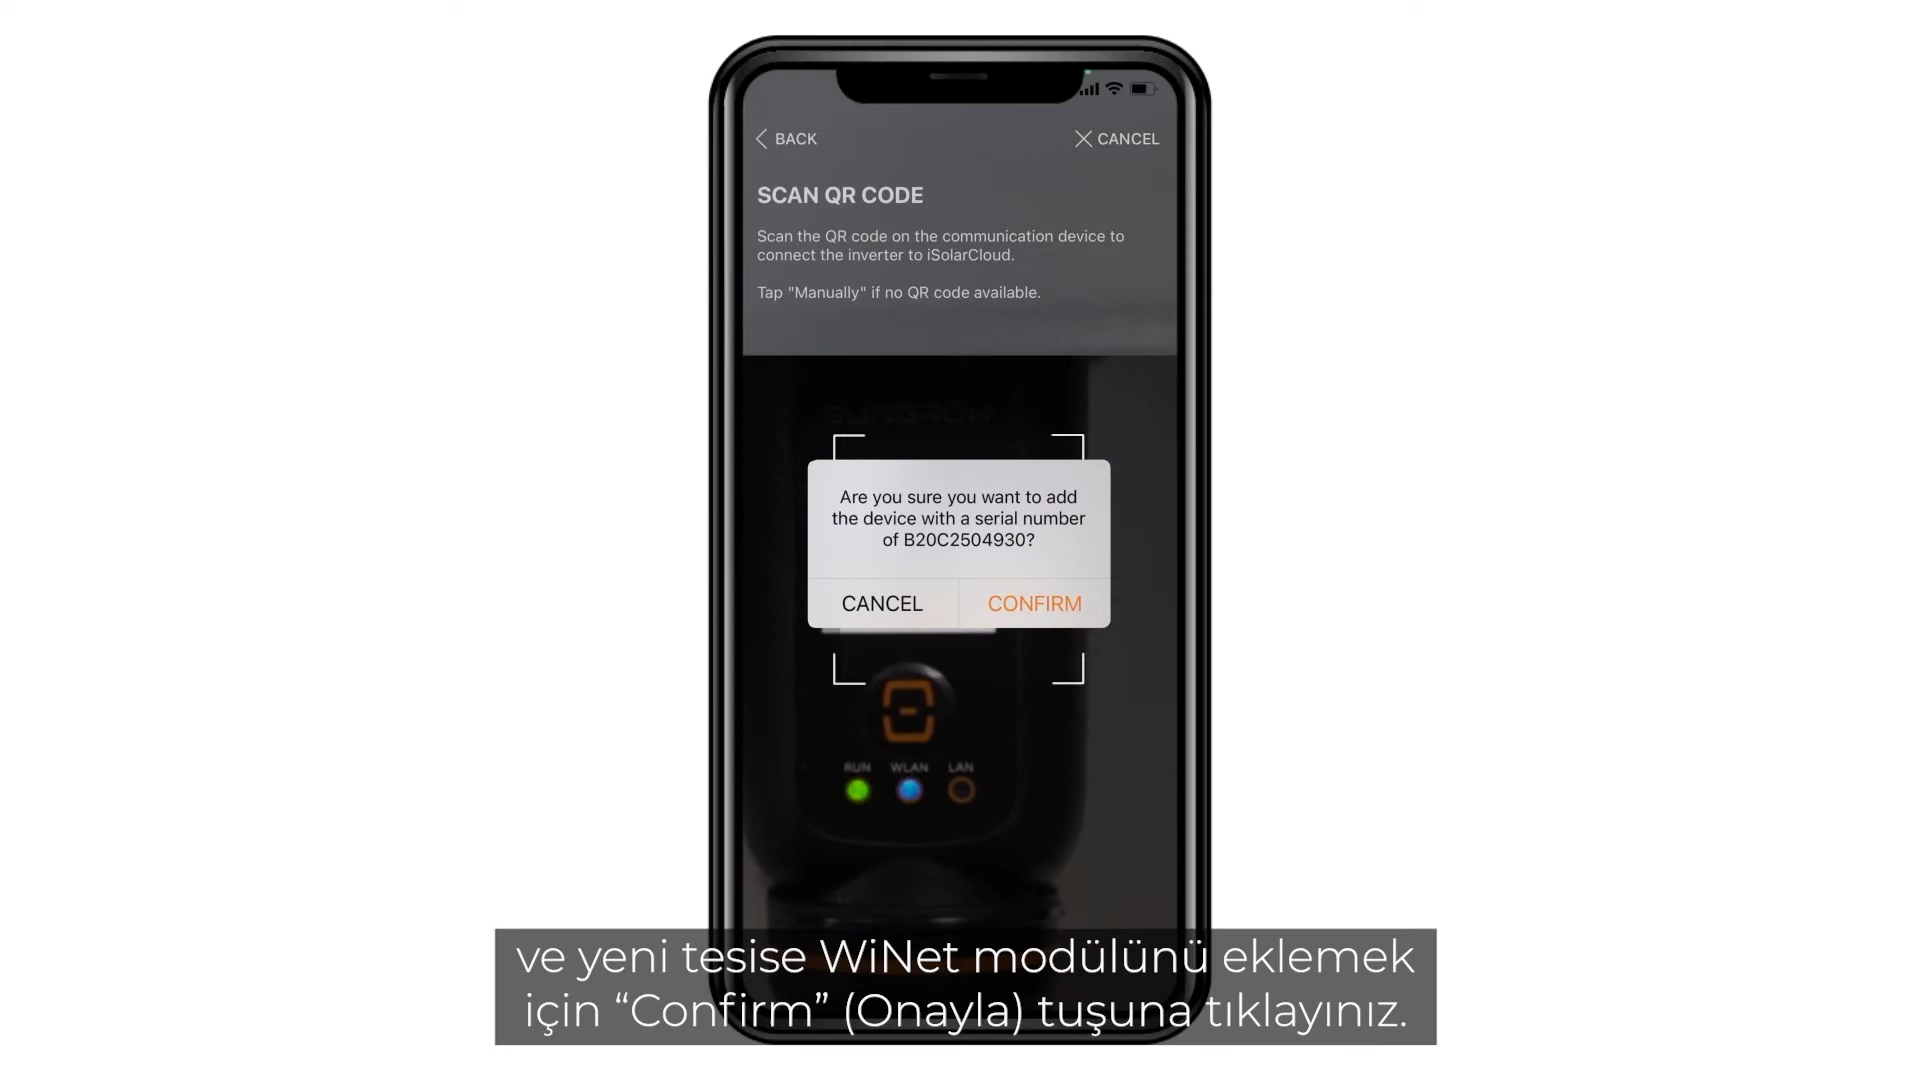 BACK
CANCEL
SCAN QR CODE
Scan the QR code on the communication device to
connect the inverter to iSolarCloud.
Tap "Manually" if no QR code available.
SUNGROW
Are you sure you want to add
the device with a serial number
of B20C2504930?
CANCEL
CONFIRM
RUN WLAN LAN
ve yeni tesise WiNet modülünü eklemek
için “Confirm” (Onayla) tuşuna tıklayınız.